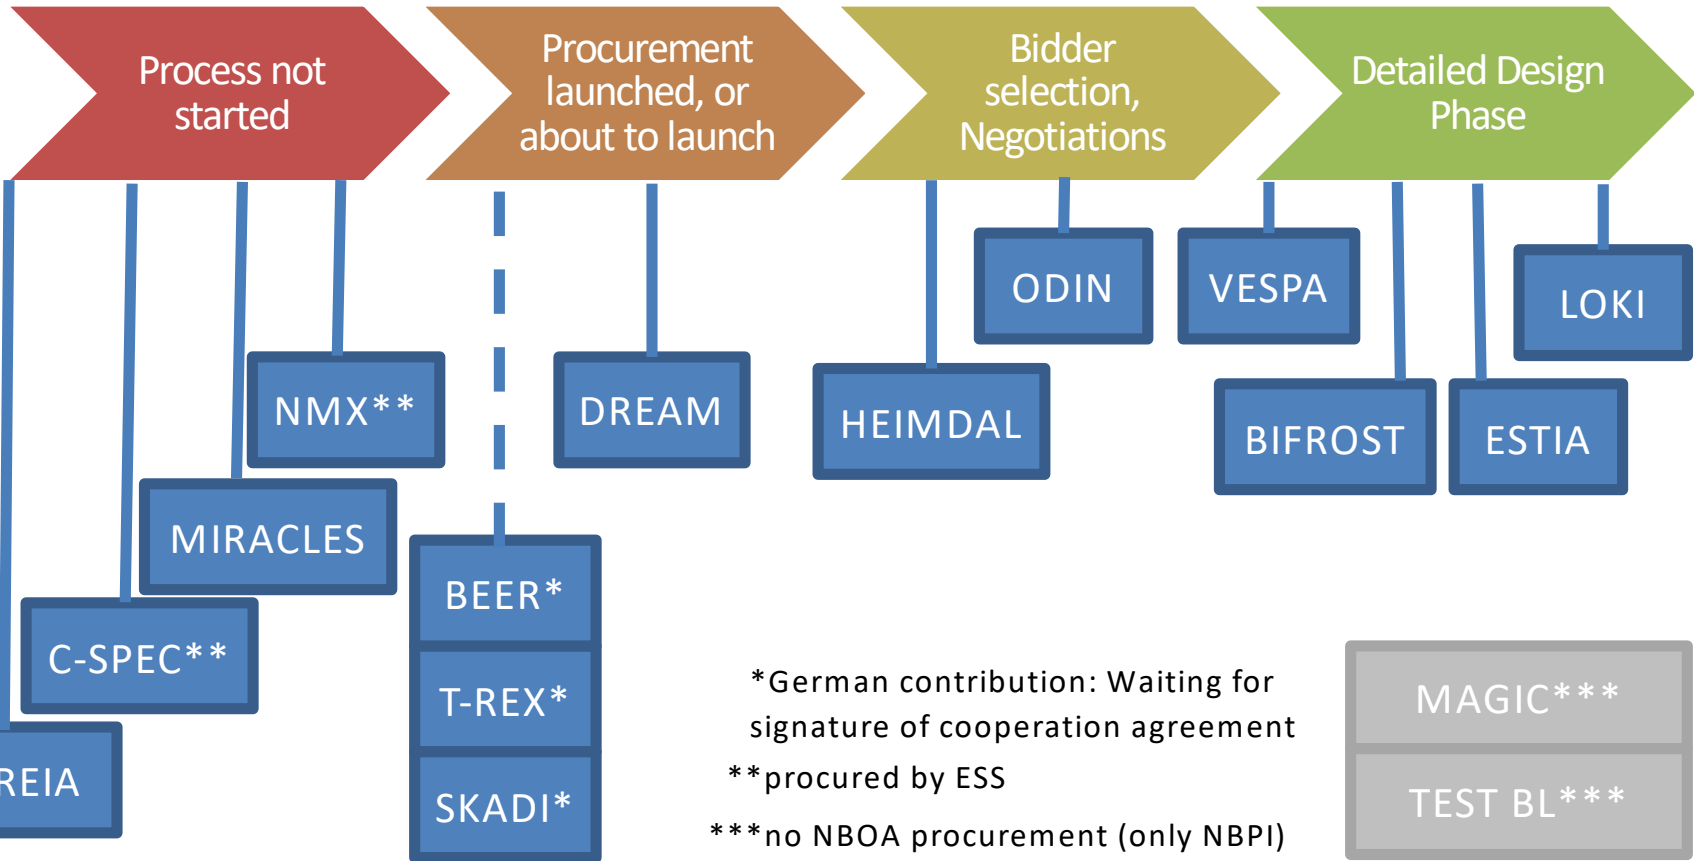 Process not
started
Procurement
launched, or
about to launch
Bidder
selection,
Negotiations
Detailed Design
Phase
ODIN
VESPA
LOKI
NMX**
DREAM
HEIMDAL
BIFROST
ESTIA
MIRACLES
BEER*
C-SPEC**
T-REX*
REIA
SKADI*
*German contribution: Waiting for
signature of cooperation agreement
**procured by ESS
***no NBOA procurement (only NBPI)
MAGIC***
TEST BL***